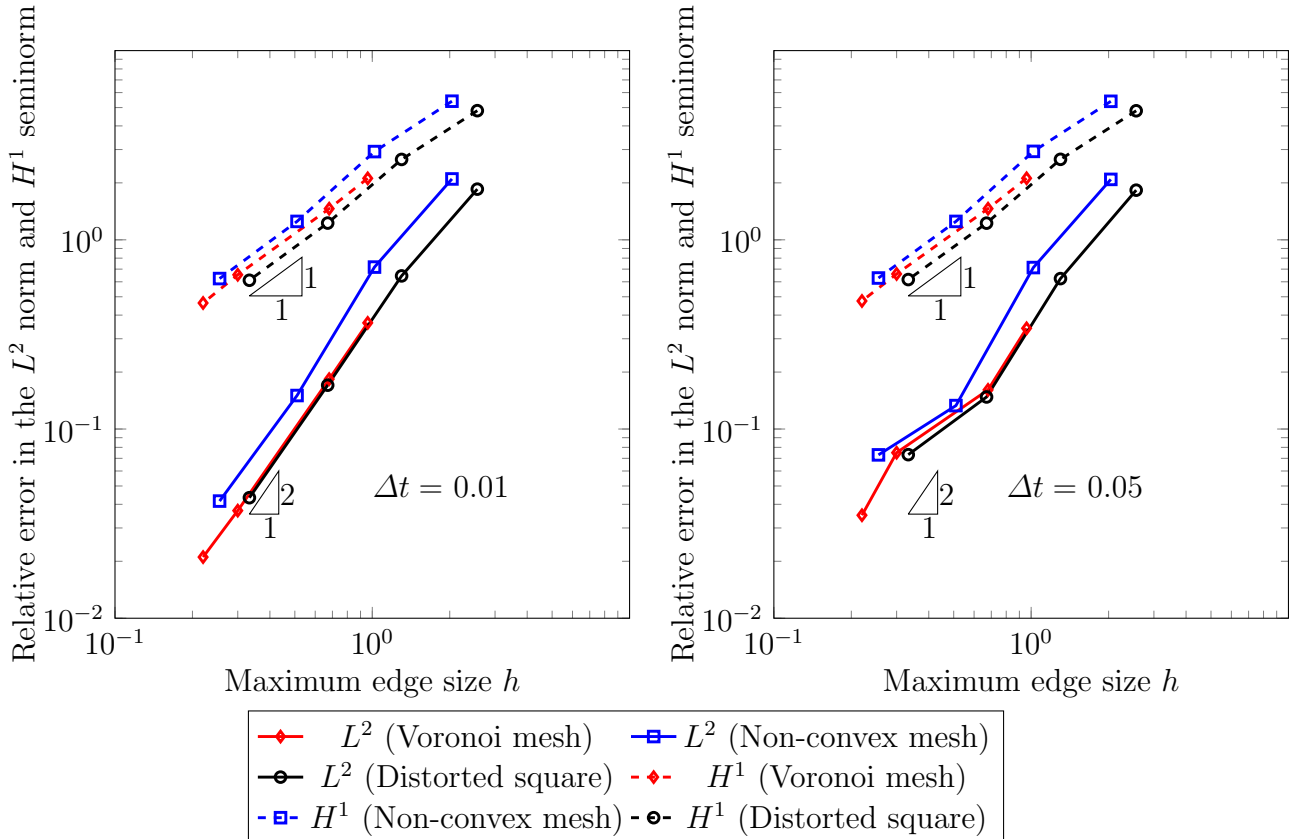 Relative error in the L² norm and H¹ seminorm
10⁰
10⁻¹
10⁻²
10⁻¹
10⁰
1
1
2
1
Δt = 0.01
Maximum edge size h
Relative error in the L² norm and H¹ seminorm
10⁰
10⁻¹
10⁻²
10⁻¹
10⁰
1
1
2
1
Δt = 0.05
Maximum edge size h
L² (Voronoi mesh) L² (Non-convex mesh)
L² (Distorted square) H¹ (Voronoi mesh)
H¹ (Non-convex mesh) H¹ (Distorted square)